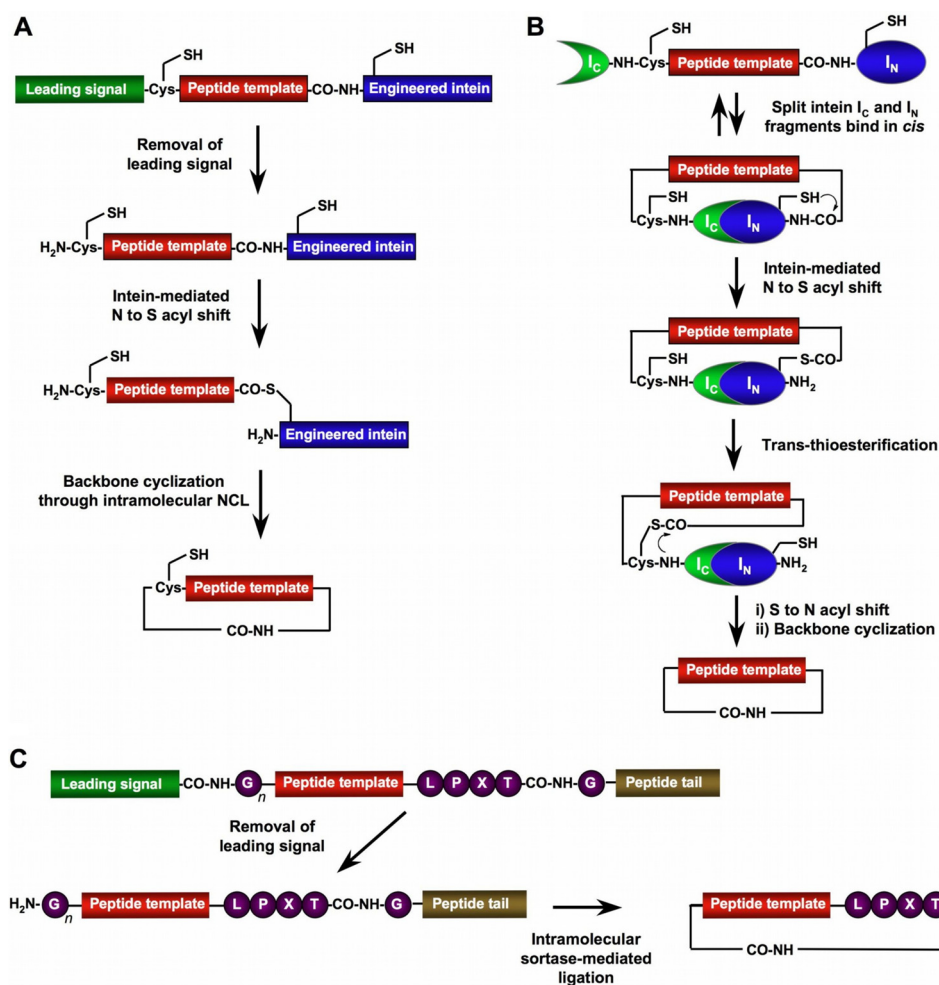 A
SH
Leading signal
Cys
Peptide template
CO-NH
SH
Engineered intein
Removal of
leading signal
SH
H2N-Cys
Peptide template
CO-NH
SH
Engineered intein
Intein-mediated
N to S acyl shift
SH
H2N-Cys
Peptide template
CO-S
H2N
Engineered intein
Backbone cyclization
through intramolecular NCL
SH
Cys
Peptide template
CO-NH
B
SH
IC
NH-Cys
Peptide template
CO-NH
SH
IN
Split intein IC and IN
fragments bind in cis
Peptide template
SH
SH
Cys-NH
IC
IN
NH-CO
Intein-mediated
N to S acyl shift
Peptide template
SH
S-CO
Cys-NH
IC
IN
NH2
Trans-thioesterification
Peptide template
S-CO
SH
Cys-NH
IC
IN
NH2
i) S to N acyl shift
ii) Backbone cyclization
Peptide template
CO-NH
C
Leading signal
CO-NH
G
n
Peptide template
L P X T
CO-NH
G
Peptide tail
Removal of
leading signal
H2N
G
n
Peptide template
L P X T
CO-NH
G
Peptide tail
Intramolecular
sortase-mediated
ligation
Peptide template
L P X T
CO-NH